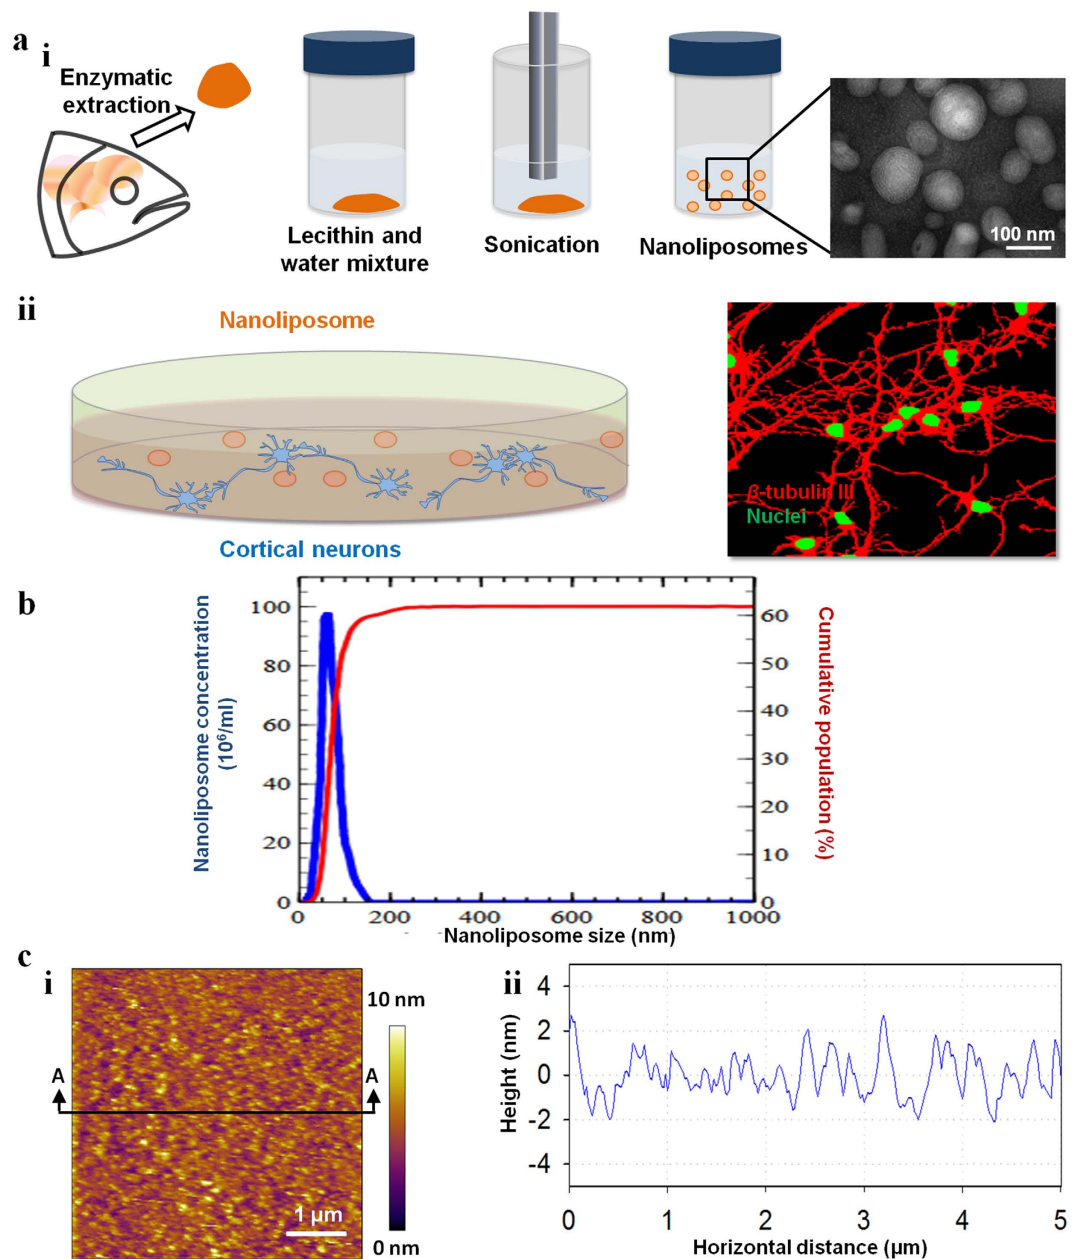 a
i
Enzymatic
extraction
Lecithin and
water mixture
Sonication
Nanoliposomes
100 nm
ii
Nanoliposome
Cortical neurons
β-tubulin III
Nuclei
b
Nanoliposome concentration
(10⁶/ml)
100
80
60
40
20
0
60
50
40
30
20
10
0
Cumulative population (%)
0 200 400 600 800 1000
Nanoliposome size (nm)
c
i
10 nm
A A
1 µm
0 nm
ii
Height (nm)
4
2
0
-2
-4
0 1 2 3 4 5
Horizontal distance (µm)